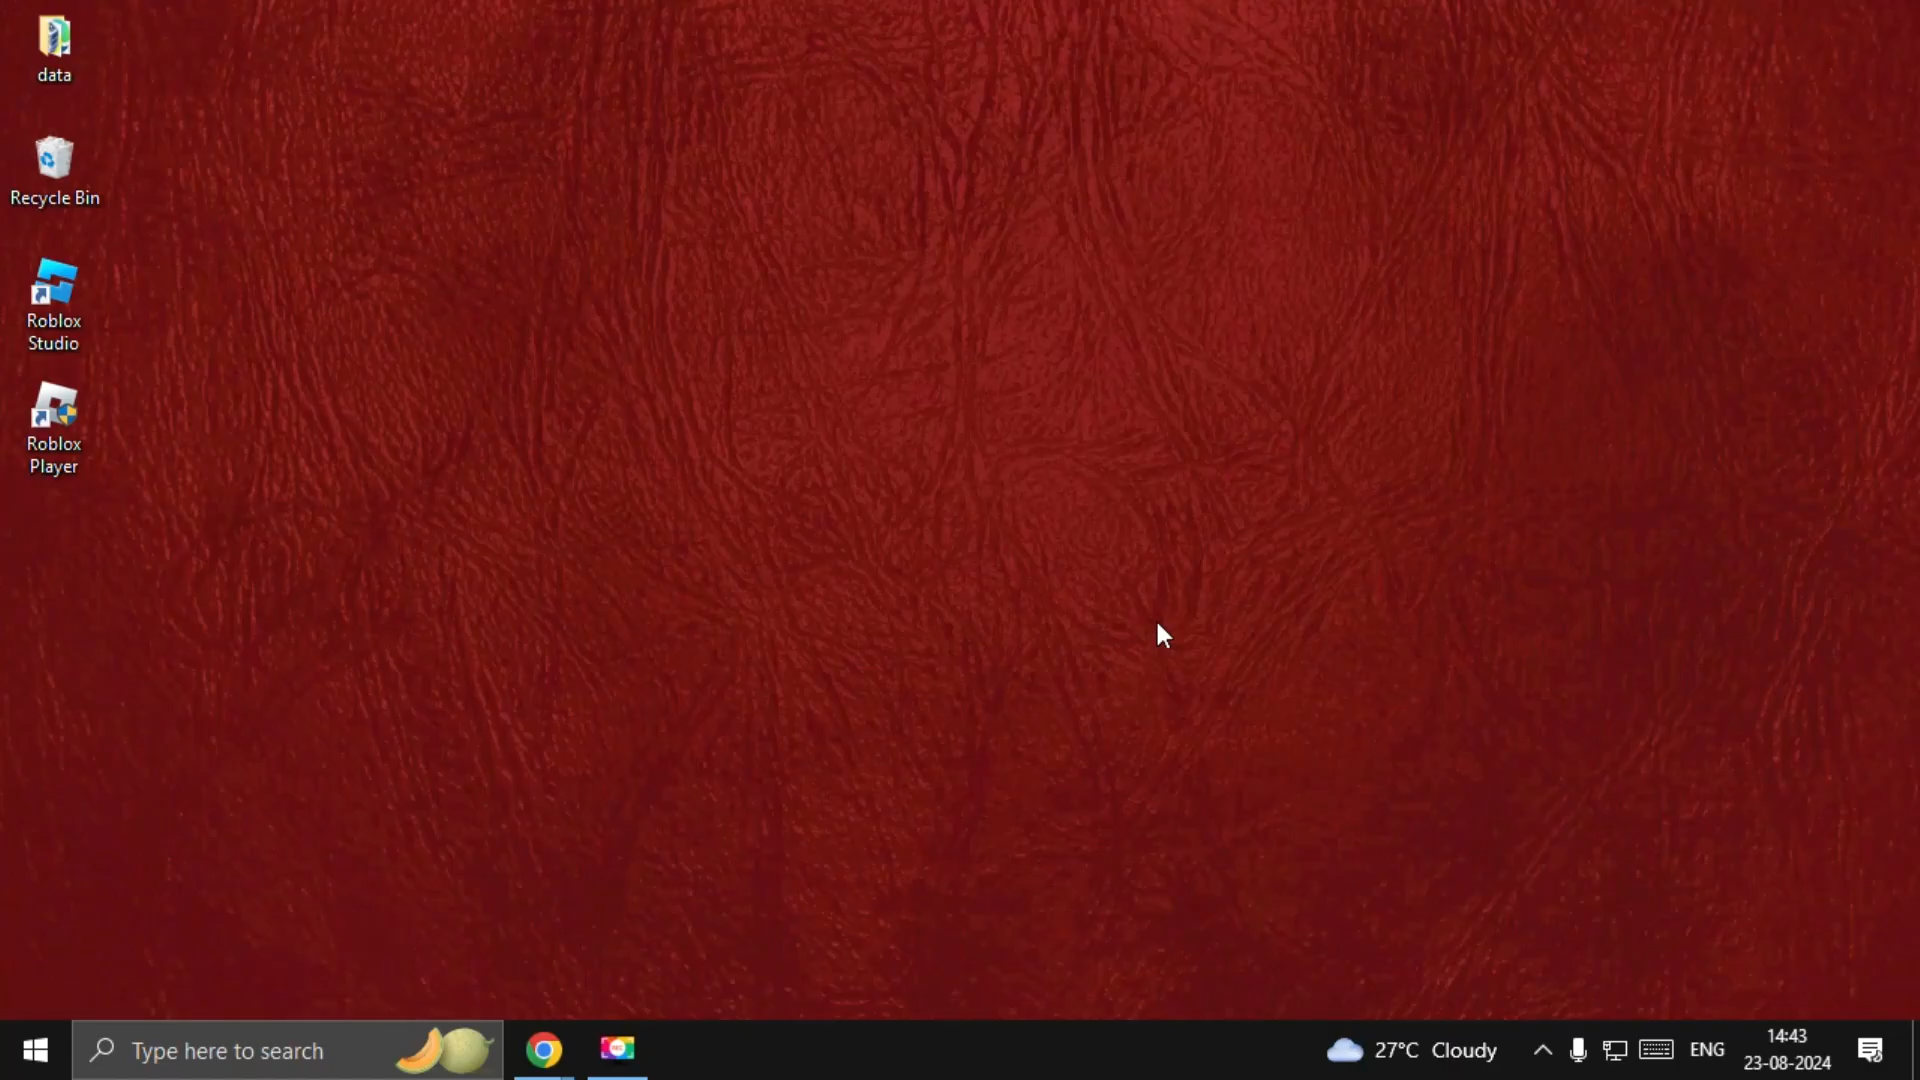 data
Recycle Bin
Roblox
Studio
Roblox
Player
Type here to search
27°C Cloudy
ENG
14:43
23-08-2024